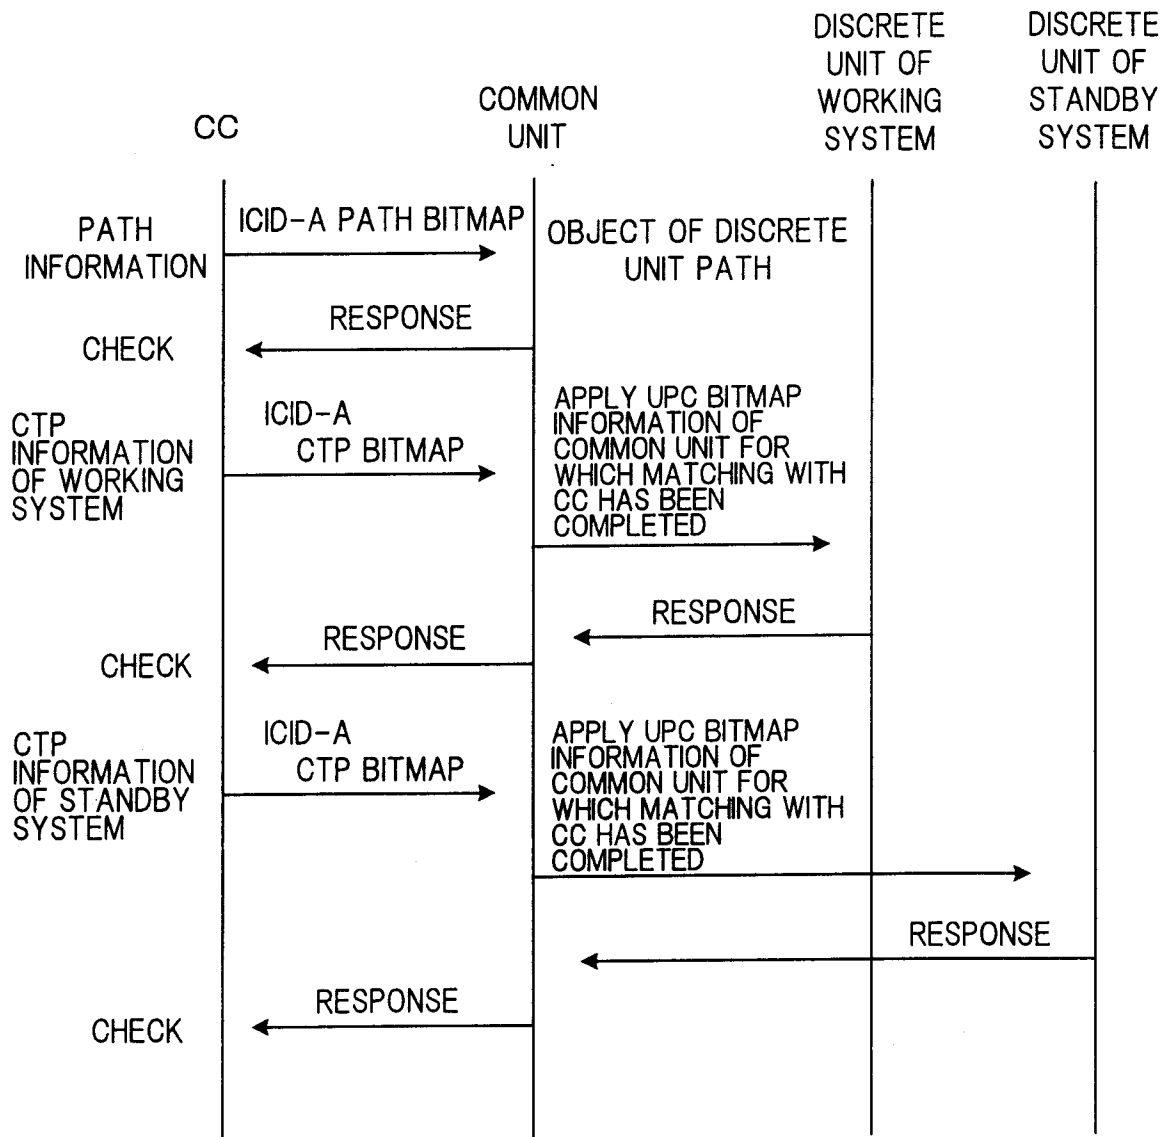 DISCRETE
UNIT OF
WORKING
SYSTEM
DISCRETE
UNIT OF
STANDBY
SYSTEM
CC
COMMON
UNIT
PATH
INFORMATION
ICID-A PATH BITMAP
OBJECT OF DISCRETE
UNIT PATH
RESPONSE
CHECK
CTP
INFORMATION
OF WORKING
SYSTEM
ICID-A
CTP BITMAP
APPLY UPC BITMAP
INFORMATION OF
COMMON UNIT FOR
WHICH MATCHING WITH
CC HAS BEEN
COMPLETED
RESPONSE
RESPONSE
CHECK
CTP
INFORMATION
OF STANDBY
SYSTEM
ICID-A
CTP BITMAP
APPLY UPC BITMAP
INFORMATION OF
COMMON UNIT FOR
WHICH MATCHING WITH
CC HAS BEEN
COMPLETED
RESPONSE
RESPONSE
CHECK